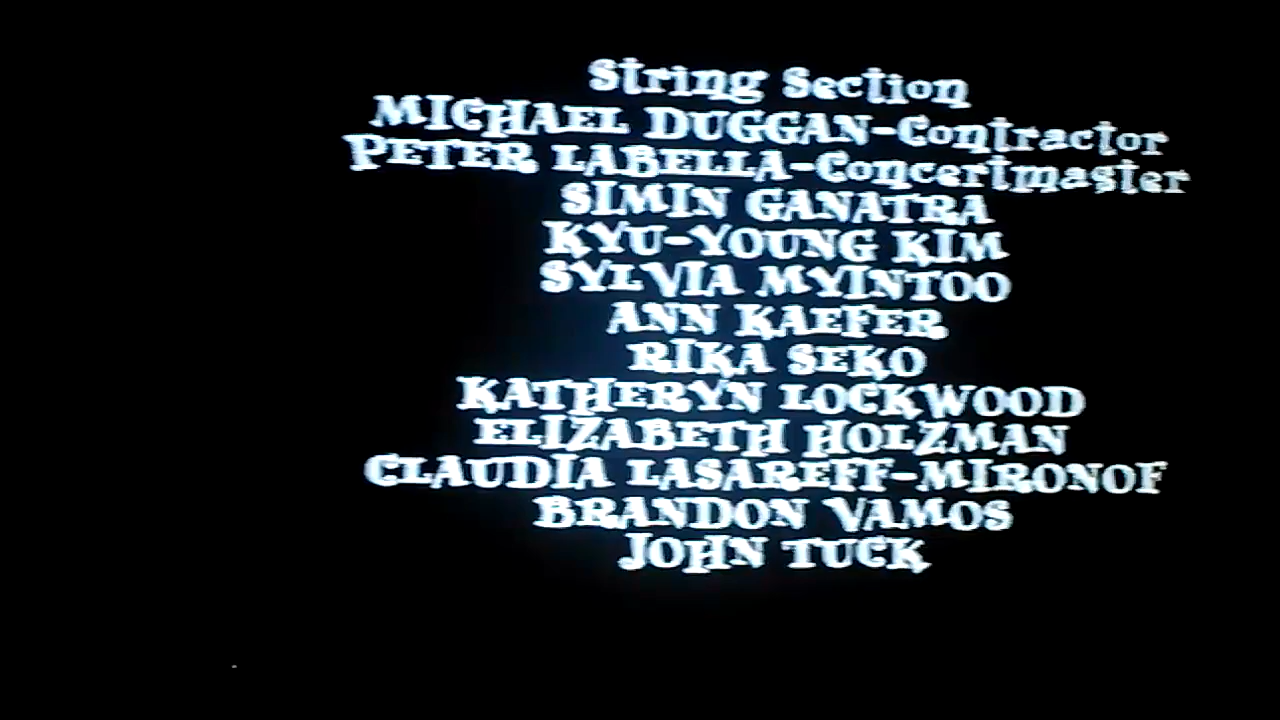 String Section
MICHAEL DUGGAN-Contractor
PETER LABELLA-Concertmaster
SIMIN GANATRA
KYU-YOUNG KIM
SYLVIA MYINTOO
ANN KAEFER
RIKA SEKO
KATHERYN LOCKWOOD
ELIZABETH HOLZMAN
CLAUDIA LASAREFF-MIRONOF
BRANDON VAMOS
JOHN TUCK